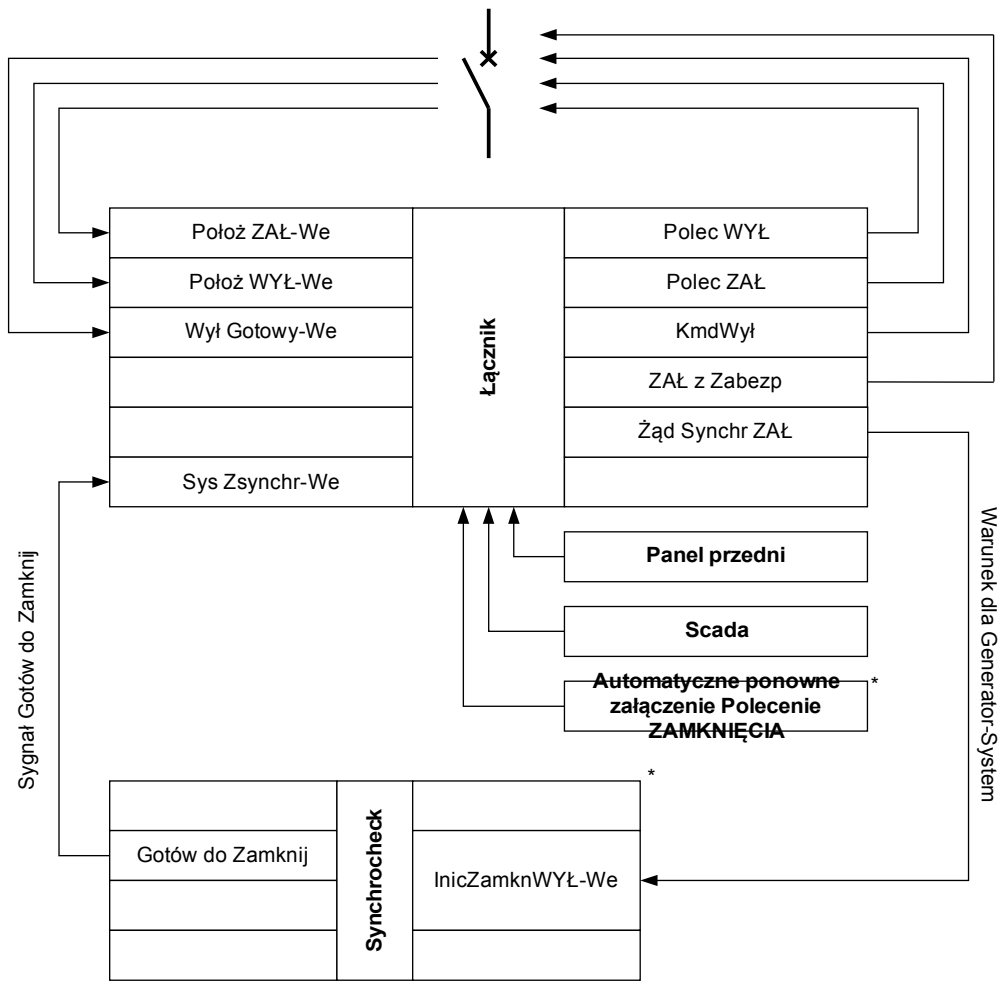 Położ ZAŁ-We
Polec WYŁ
Położ WYŁ-We
Polec ZAŁ
Wył Gotowy-We
KmdWył
Łącznik
ZAŁ z Zabezp
Żąd Synchr ZAŁ
Sys Zsynchr-We
Panel przedni
Scada
Automatyczne ponowne
załączenie Polecenie
ZAMKNIĘCIA
*
Sygnał Gotów do Zamknij
Warunek dla Generator-System
*
Gotów do Zamknij
Synchrocheck
InicZamknWYŁ-We